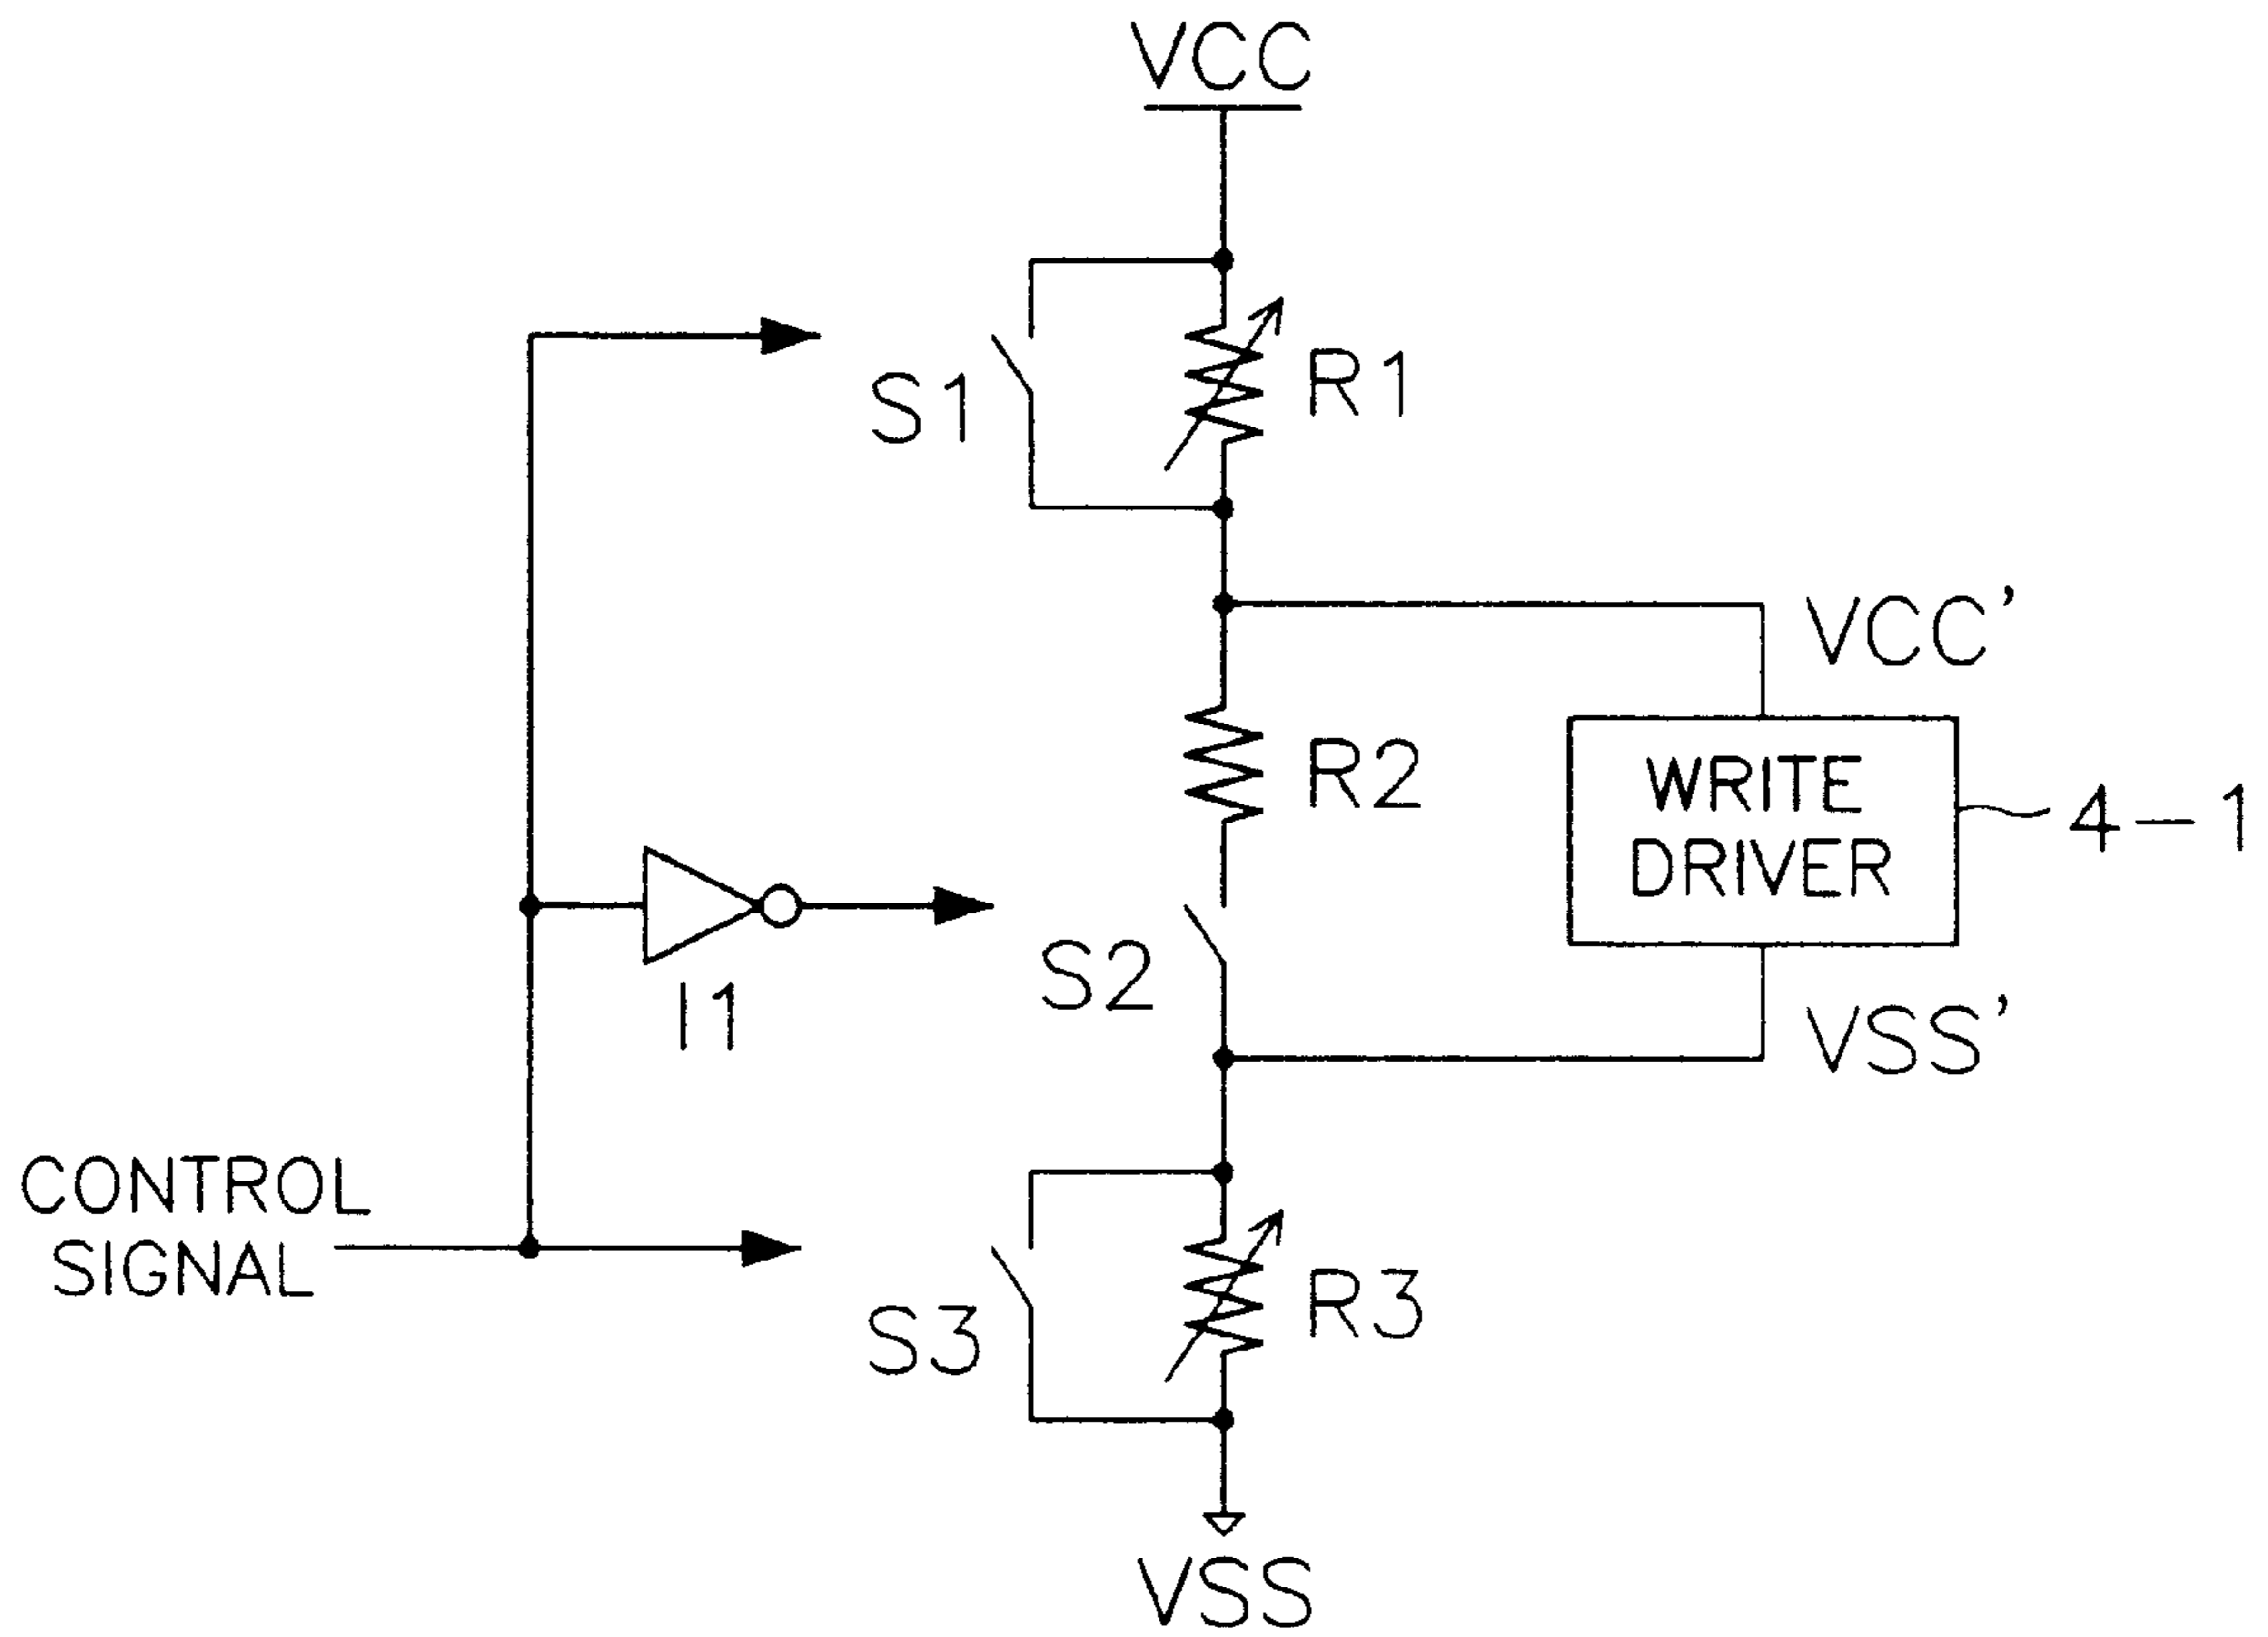 VCC
S1
R1
VCC'
R2
WRITE
DRIVER
4-1
I1
S2
VSS'
CONTROL
SIGNAL
S3
R3
VSS